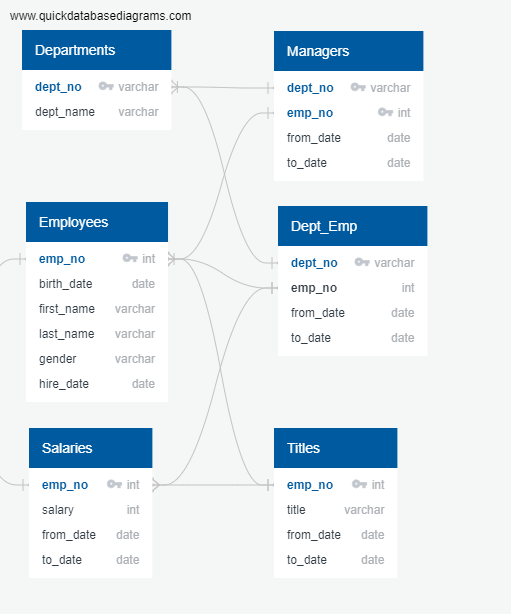 www.quickdatabasediagrams.com
Departments
dept_no varchar
dept_name varchar
Managers
dept_no varchar
emp_no int
from_date date
to_date date
Employees
emp_no int
birth_date date
first_name varchar
last_name varchar
gender varchar
hire_date date
Dept_Emp
dept_no varchar
emp_no int
from_date date
to_date date
Salaries
emp_no int
salary int
from_date date
to_date date
Titles
emp_no int
title varchar
from_date date
to_date date